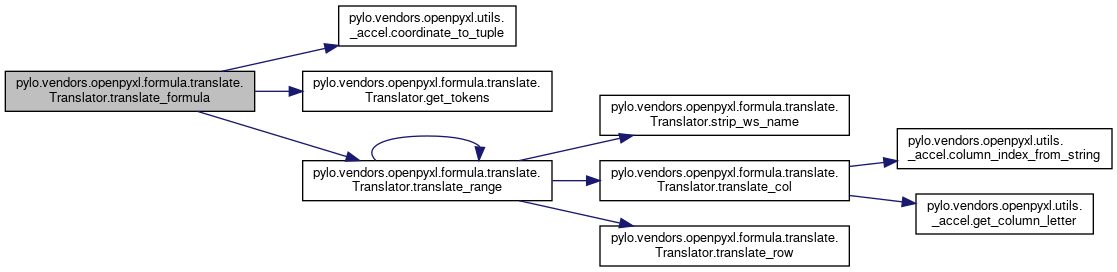 pylo.vendors.openpyxl.formula.translate.
Translator.translate_formula
pylo.vendors.openpyxl.utils.
_accel.coordinate_to_tuple
pylo.vendors.openpyxl.formula.translate.
Translator.get_tokens
pylo.vendors.openpyxl.formula.translate.
Translator.translate_range
pylo.vendors.openpyxl.formula.translate.
Translator.strip_ws_name
pylo.vendors.openpyxl.formula.translate.
Translator.translate_col
pylo.vendors.openpyxl.formula.translate.
Translator.translate_row
pylo.vendors.openpyxl.utils.
_accel.column_index_from_string
pylo.vendors.openpyxl.utils.
_accel.get_column_letter